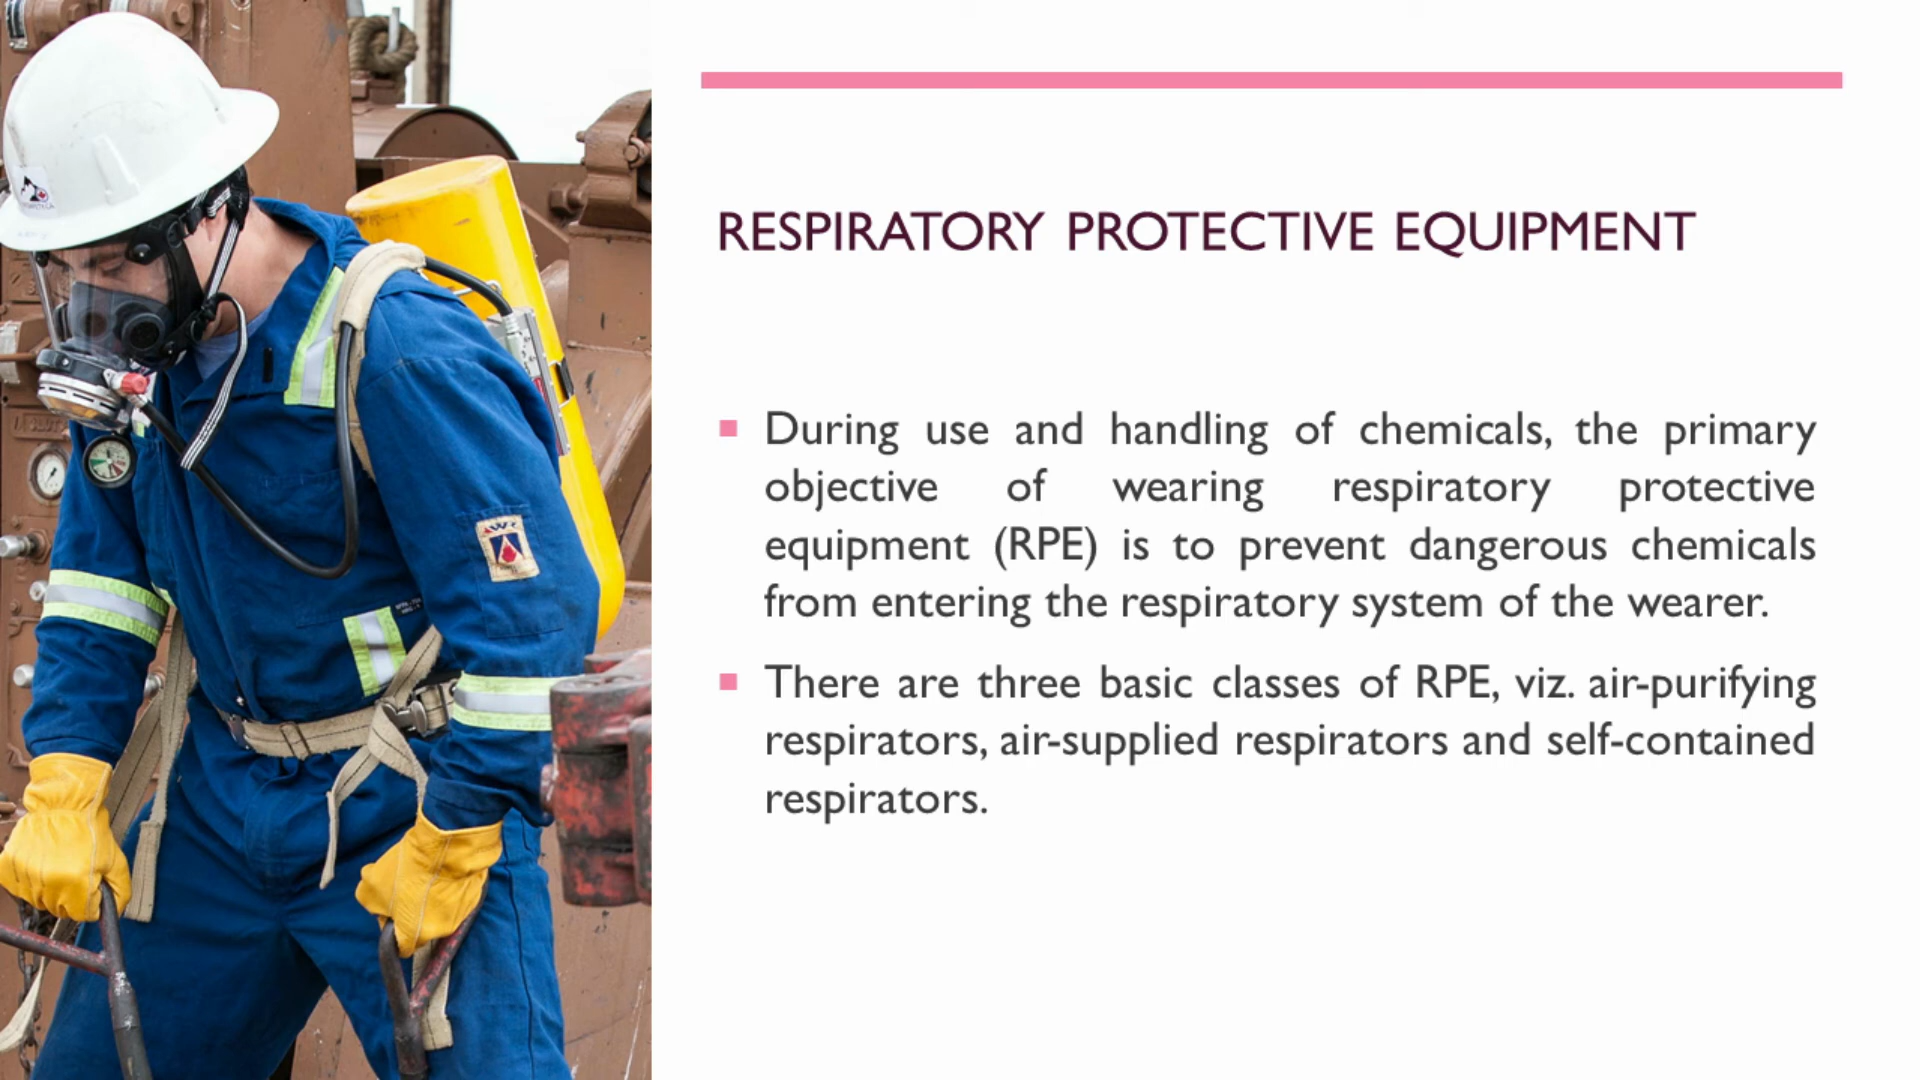 RESPIRATORY PROTECTIVE EQUIPMENT
During use and handling of chemicals, the primary
objective of wearing respiratory protective
equipment (RPE) is to prevent dangerous chemicals
from entering the respiratory system of the wearer.
There are three basic classes of RPE, viz. air-purifying
respirators, air-supplied respirators and self-contained
respirators.